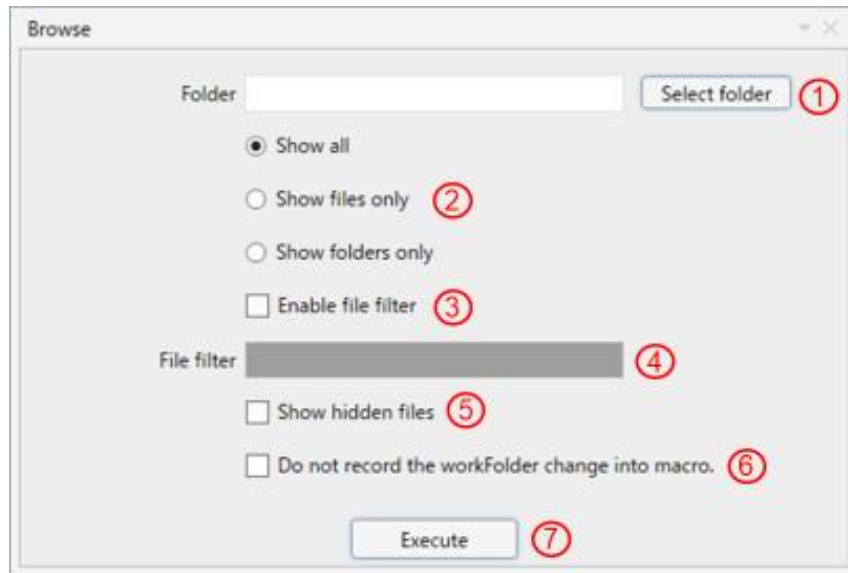 Browse
Folder Select folder ①
Show all
Show files only ②
Show folders only
Enable file filter ③
File filter ④
Show hidden files ⑤
Do not record the workFolder change into macro. ⑥
Execute ⑦